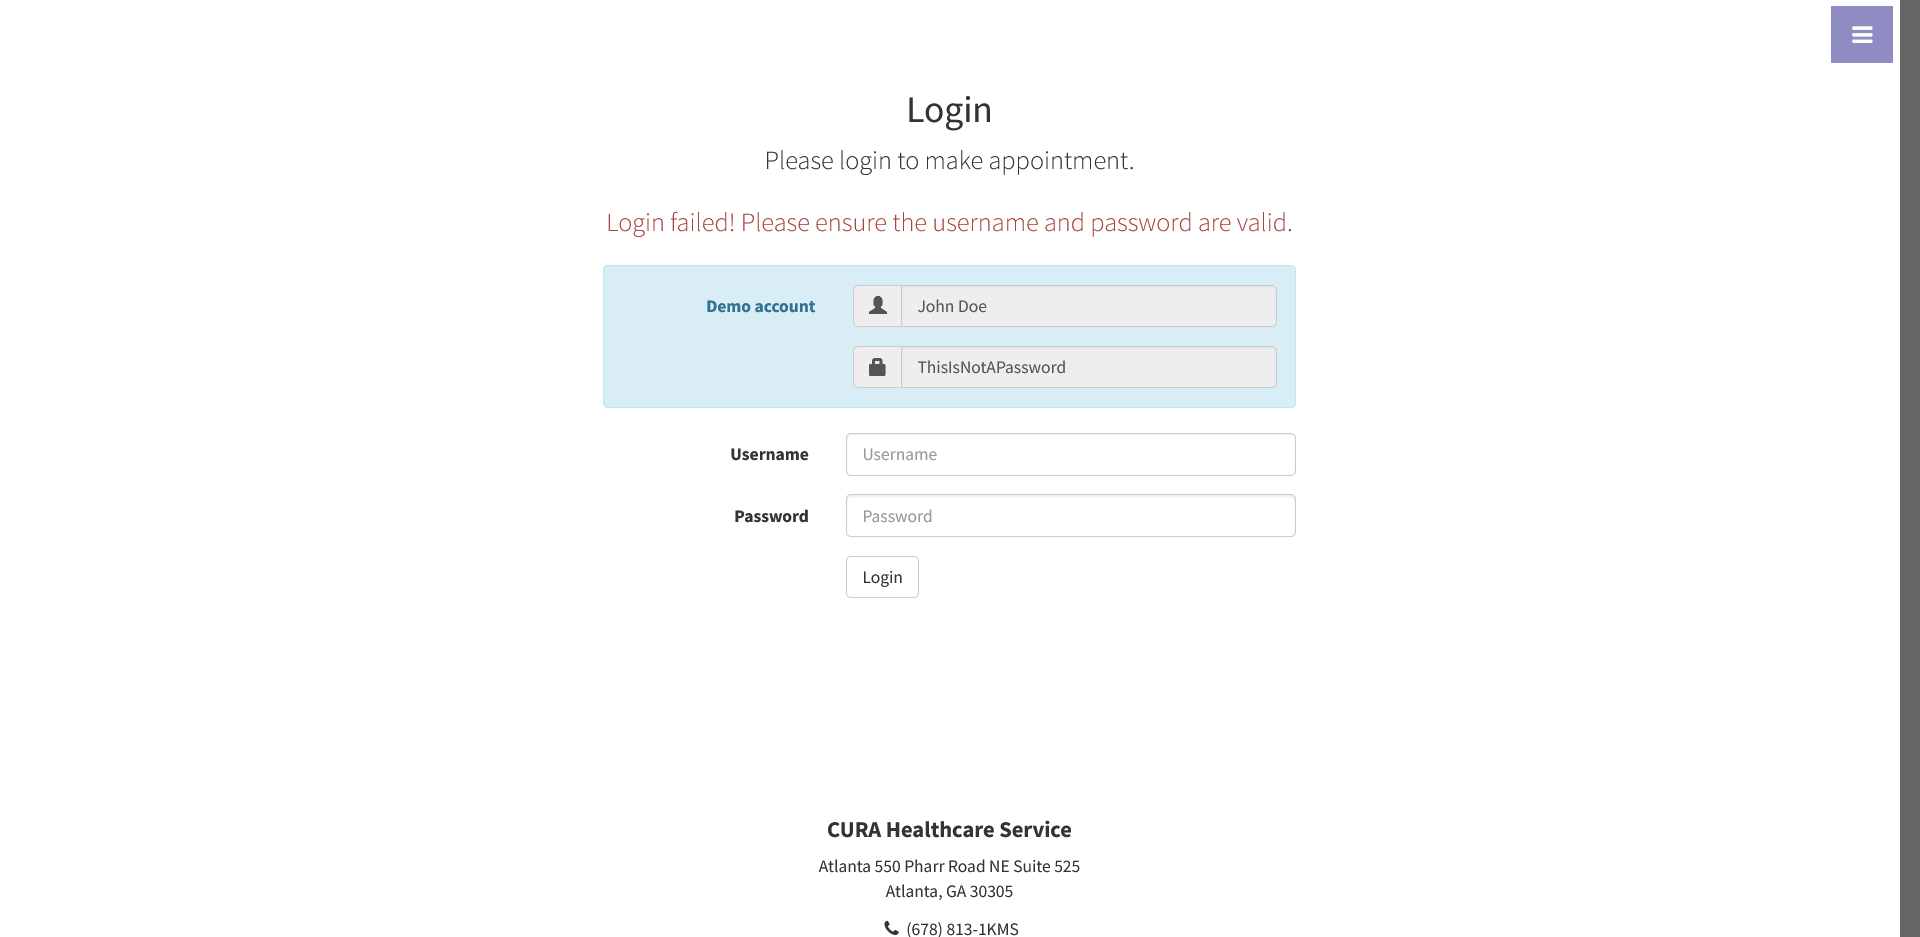 Login
Please login to make appointment.
Login failed! Please ensure the username and password are valid.
Demo account
John Doe
ThisIsNotAPassword
Username
Username
Password
Password
Login
CURA Healthcare Service
Atlanta 550 Pharr Road NE Suite 525
Atlanta, GA 30305
(678) 813-1KMS